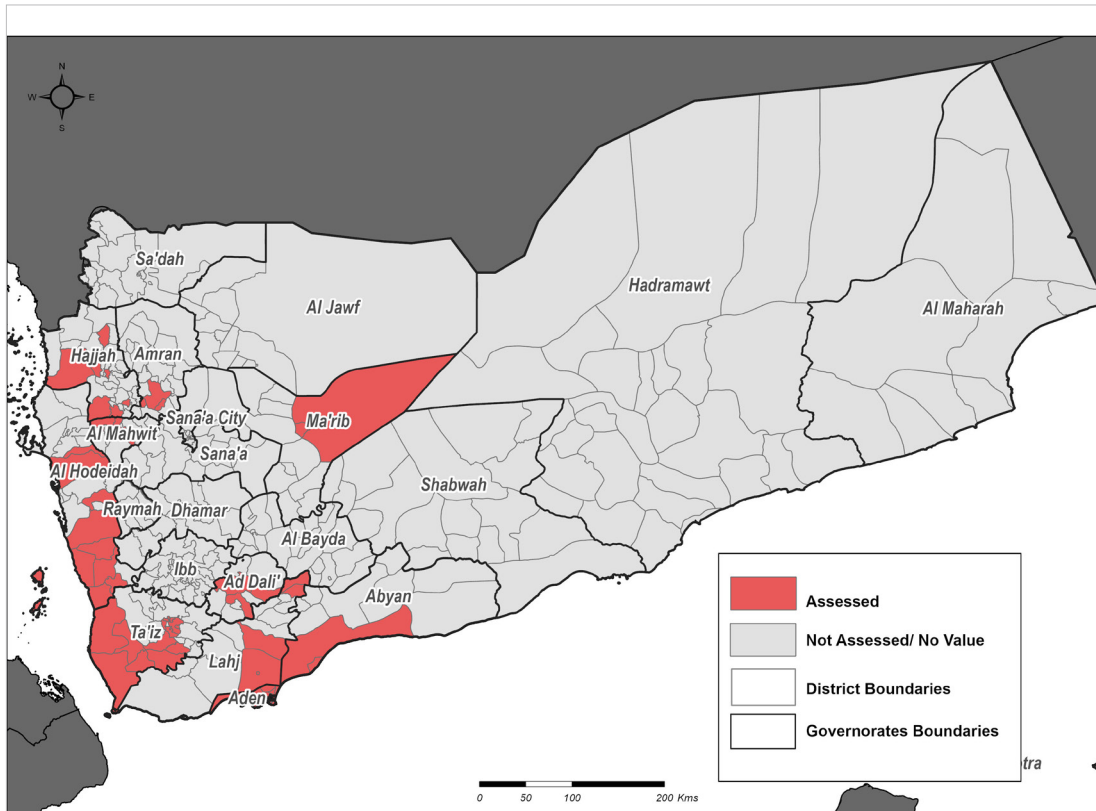 N
W E
S
Sa'dah
Al Jawf
Hadramawt
Al Maharah
Hajjah
Amran
Sana'a City
Ma'rib
Al Mahwit
Sana'a
Al Hodeidah
Shabwah
Raymah
Dhamar
Al Bayda
Ibb
Ad Dali'
Abyan
Ta'iz
Lahj
Aden
Assessed
Not Assessed/ No Value
District Boundaries
Governorates Boundaries
otra
0 50 100 200 Kms